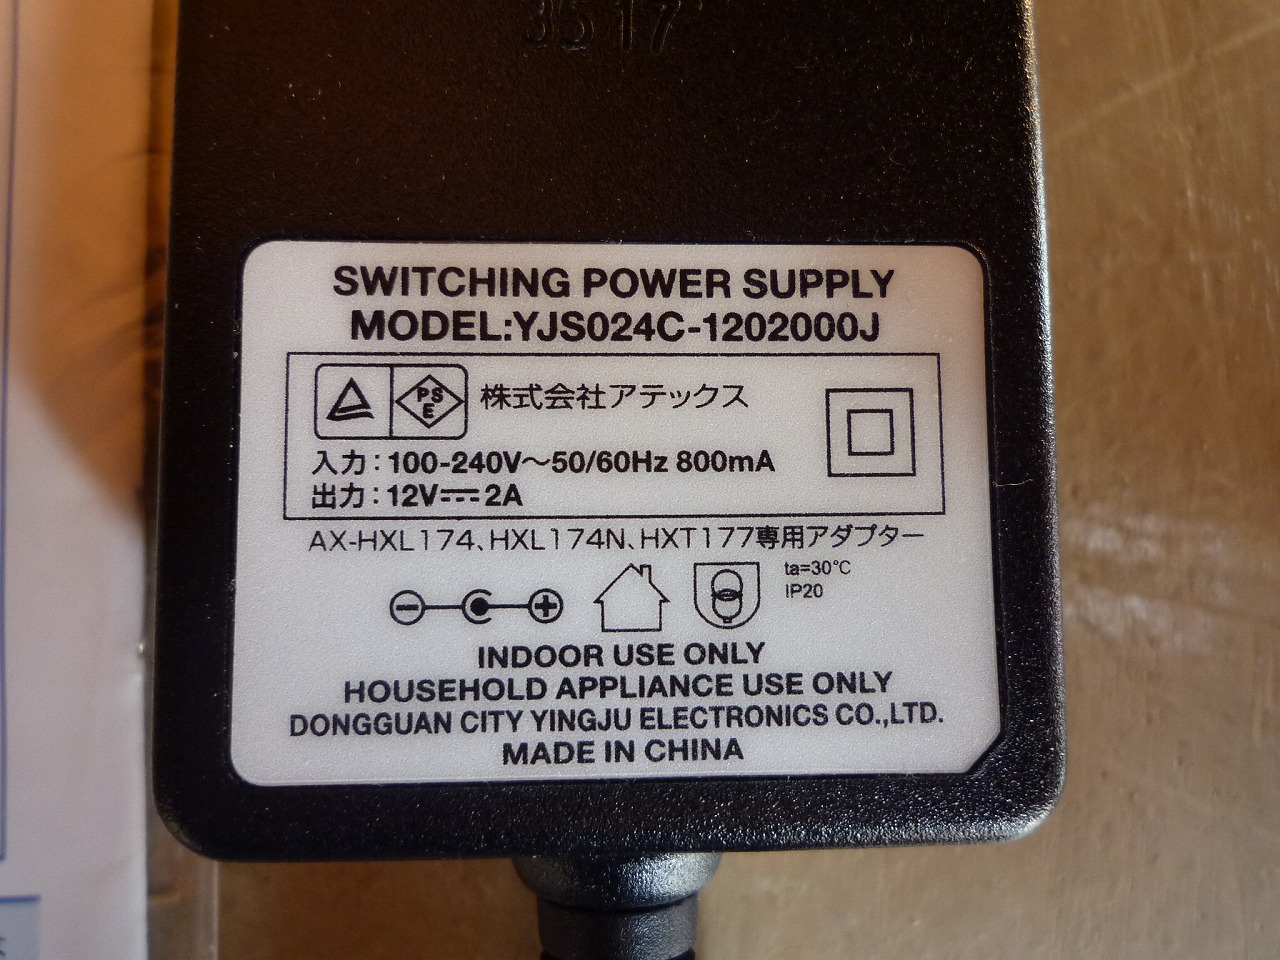 3517
SWITCHING POWER SUPPLY
MODEL:YJS024C-1202000J
PS
E
株式会社アテックス
入力：100-240V～50/60Hz 800mA
出力：12V⎓2A
AX-HXL174、HXL174N、HXT177専用アダプター
ta=30℃
IP20
INDOOR USE ONLY
HOUSEHOLD APPLIANCE USE ONLY
DONGGUAN CITY YINGJU ELECTRONICS CO.,LTD.
MADE IN CHINA